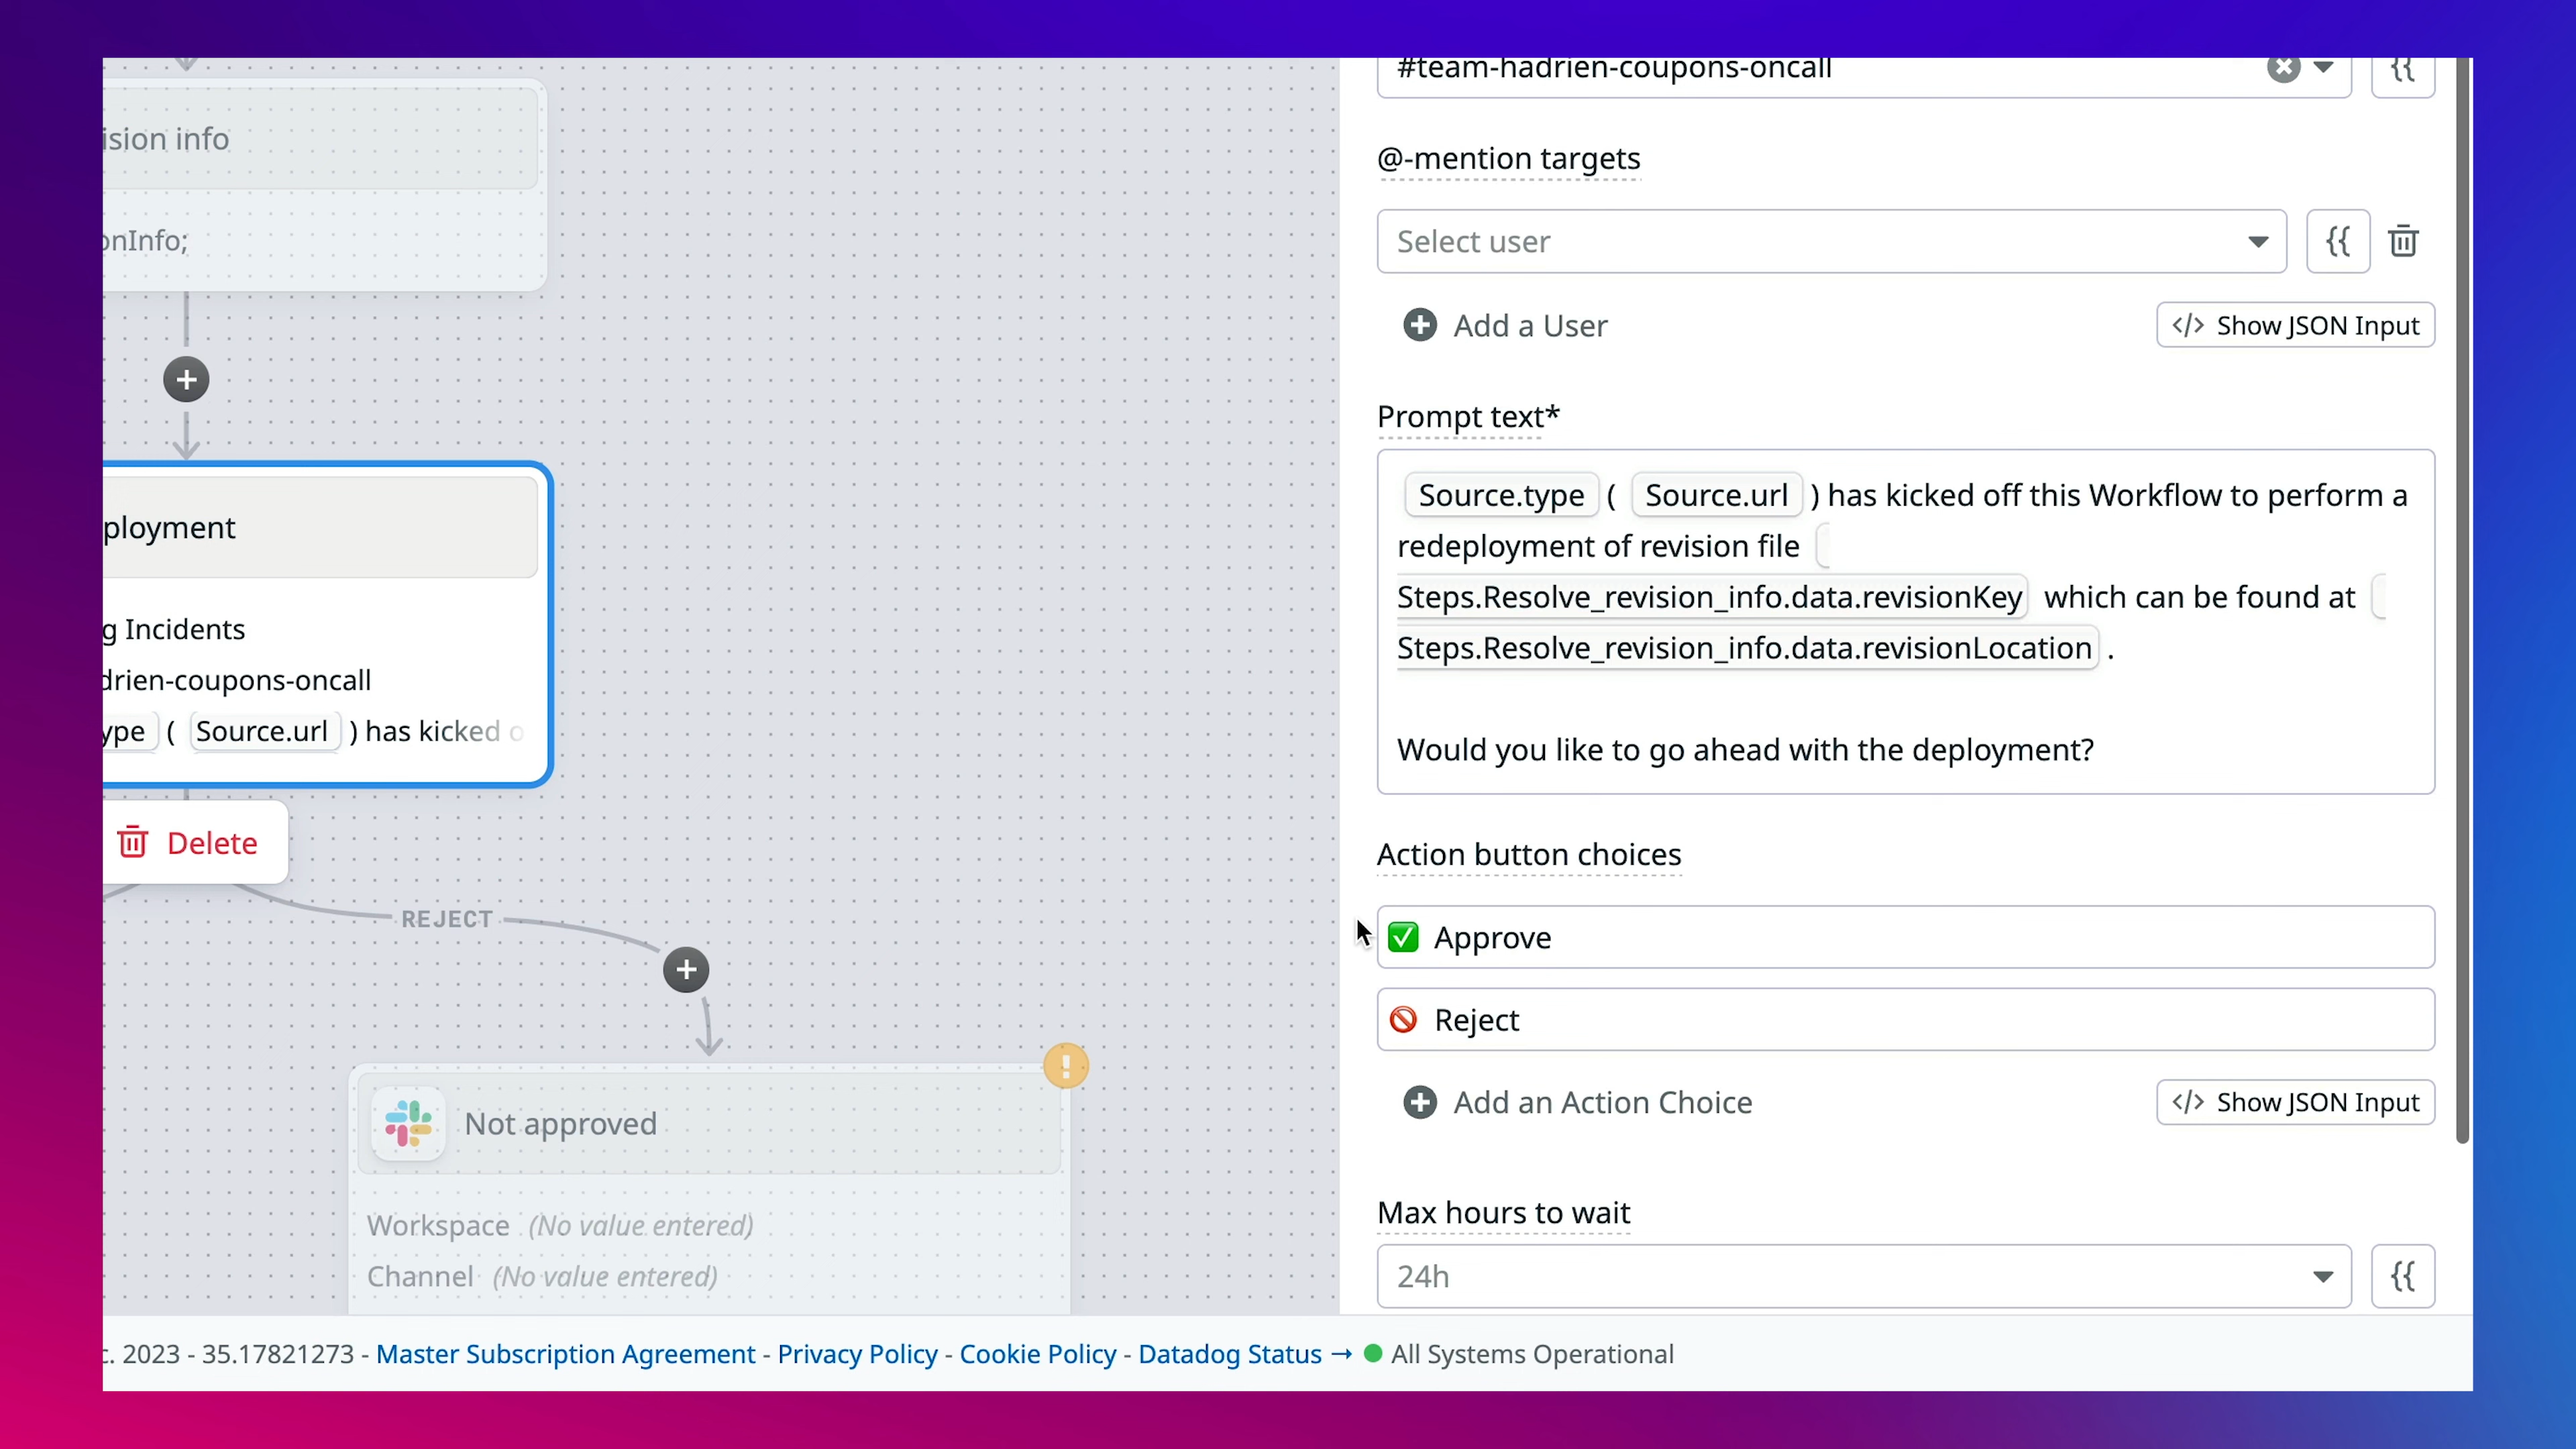 ision info
onInfo;
ployment
g Incidents
drien-coupons-oncall
ype ( Source.url ) has kicked o
Delete
REJECT
Not approved
Workspace (No value entered)
Channel (No value entered)
#team-hadrien-coupons-oncall
{{
@-mention targets
Select user
{{
Add a User
</> Show JSON Input
Prompt text*
Source.type ( Source.url ) has kicked off this Workflow to perform a
redeployment of revision file
Steps.Resolve_revision_info.data.revisionKey which can be found at
Steps.Resolve_revision_info.data.revisionLocation .
Would you like to go ahead with the deployment?
Action button choices
✅ Approve
🚫 Reject
Add an Action Choice
</> Show JSON Input
Max hours to wait
24h
{{
c. 2023 - 35.17821273 - Master Subscription Agreement - Privacy Policy - Cookie Policy - Datadog Status → All Systems Operational